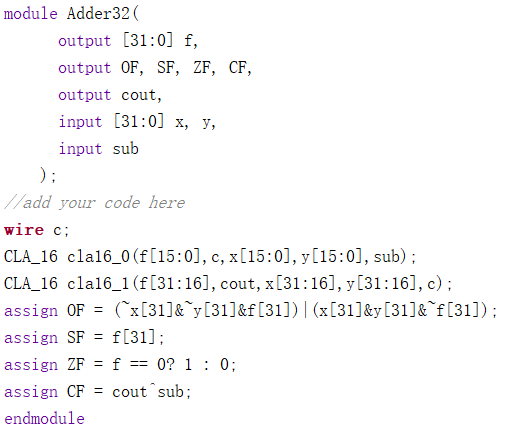 module Adder32(
output [31:0] f,
output OF, SF, ZF, CF,
output cout,
input [31:0] x, y,
input sub
);
//add your code here
wire c;
CLA_16 cla16_0(f[15:0],c,x[15:0],y[15:0],sub);
CLA_16 cla16_1(f[31:16],cout,x[31:16],y[31:16],c);
assign OF = (~x[31]&~y[31]&f[31])|(x[31]&y[31]&~f[31]);
assign SF = f[31];
assign ZF = f == 0? 1 : 0;
assign CF = cout^sub;
endmodule